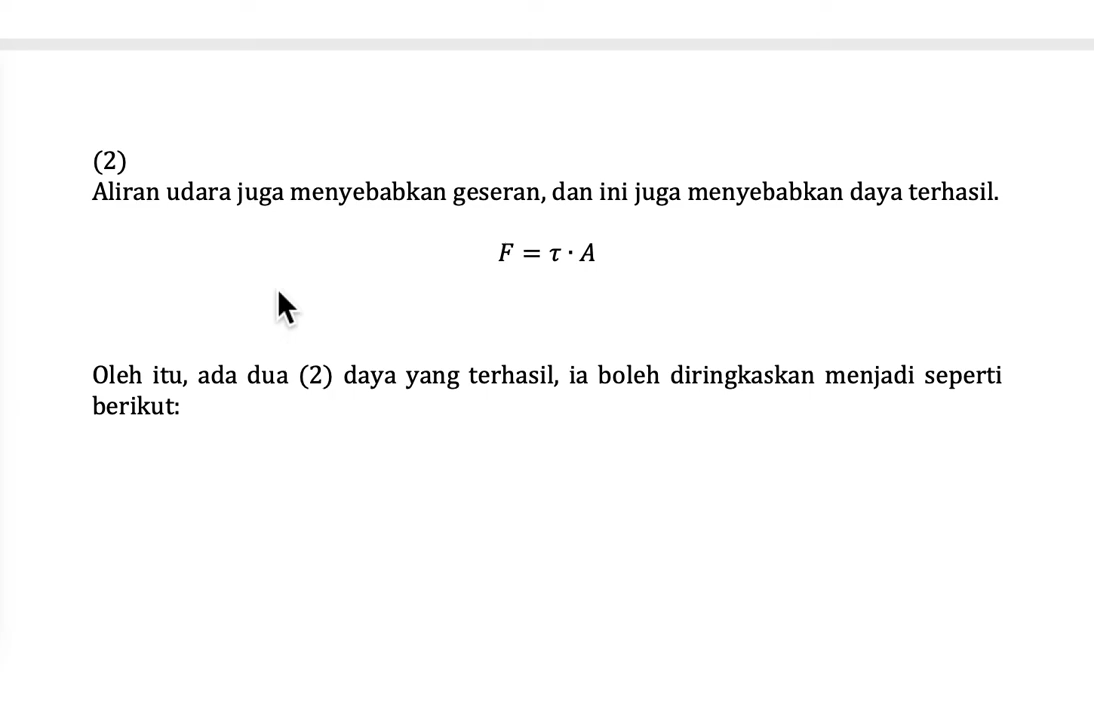 (2)
Aliran udara juga menyebabkan geseran, dan ini juga menyebabkan daya terhasil.
F = τ · A
Oleh itu, ada dua (2) daya yang terhasil, ia boleh diringkaskan menjadi seperti
berikut: